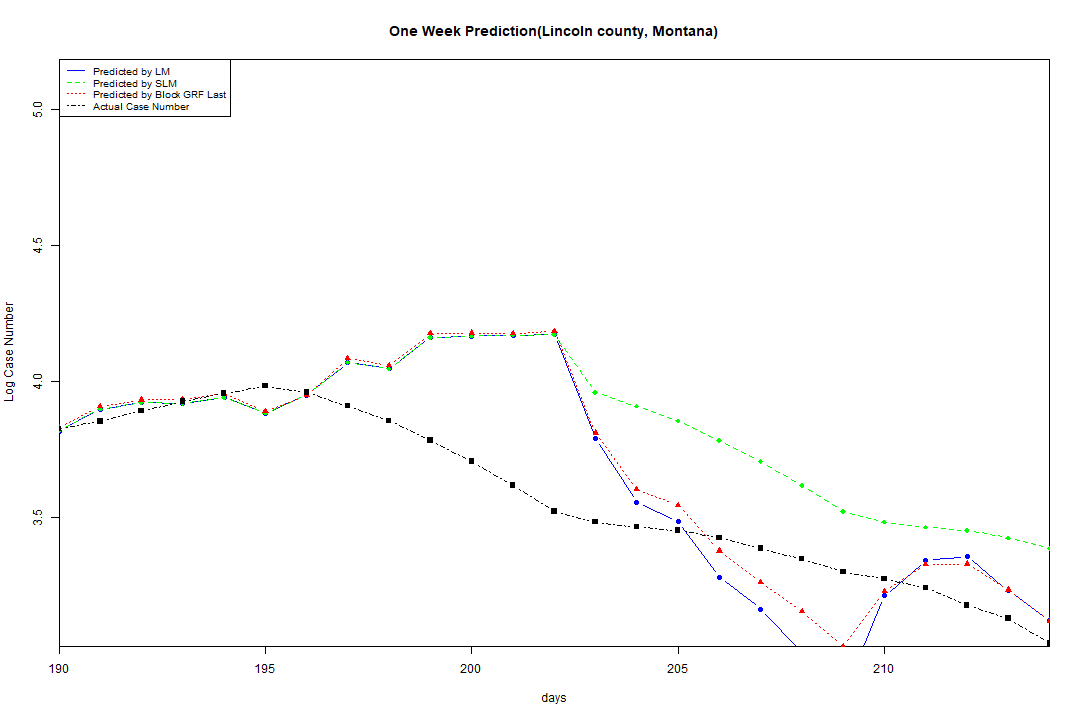 One Week Prediction(Lincoln county, Montana)
Predicted by LM
Predicted by SLM
Predicted by Block GRF Last
Actual Case Number
5.0
4.5
4.0
3.5
Log Case Number
190 195 200 205 210
days